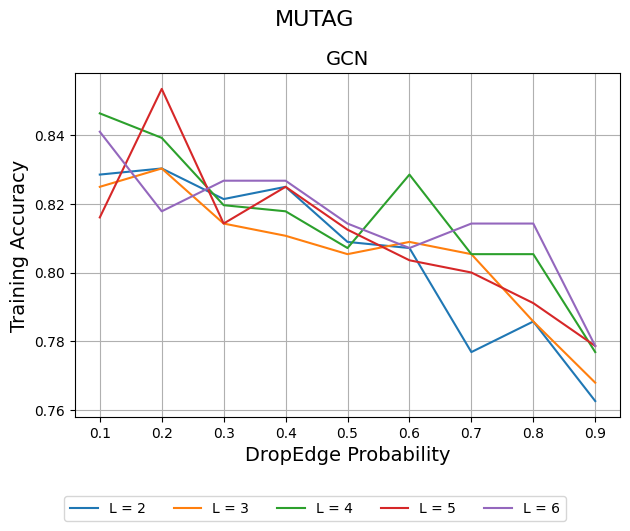 MUTAG
GCN
Training Accuracy
0.84
0.82
0.80
0.78
0.76
0.1 0.2 0.3 0.4 0.5 0.6 0.7 0.8 0.9
DropEdge Probability
L = 2 L = 3 L = 4 L = 5 L = 6